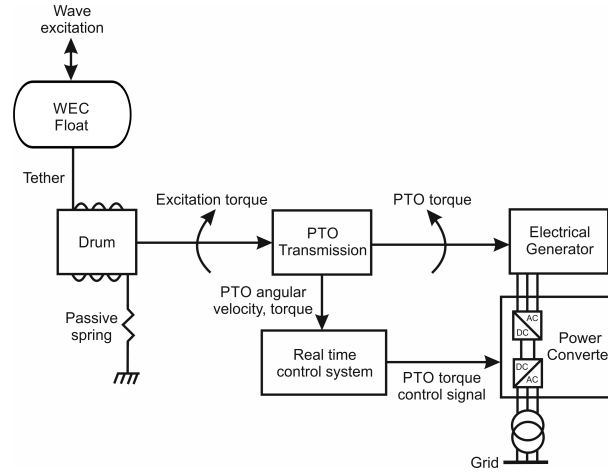 Wave
excitation
WEC
Float
Tether
Excitation torque
PTO torque
Drum
PTO
Transmission
Electrical
Generator
PTO angular
velocity, torque
Passive
spring
AC
DC
Power
Converte
Real time
control system
DC
AC
PTO torque
control signal
Grid